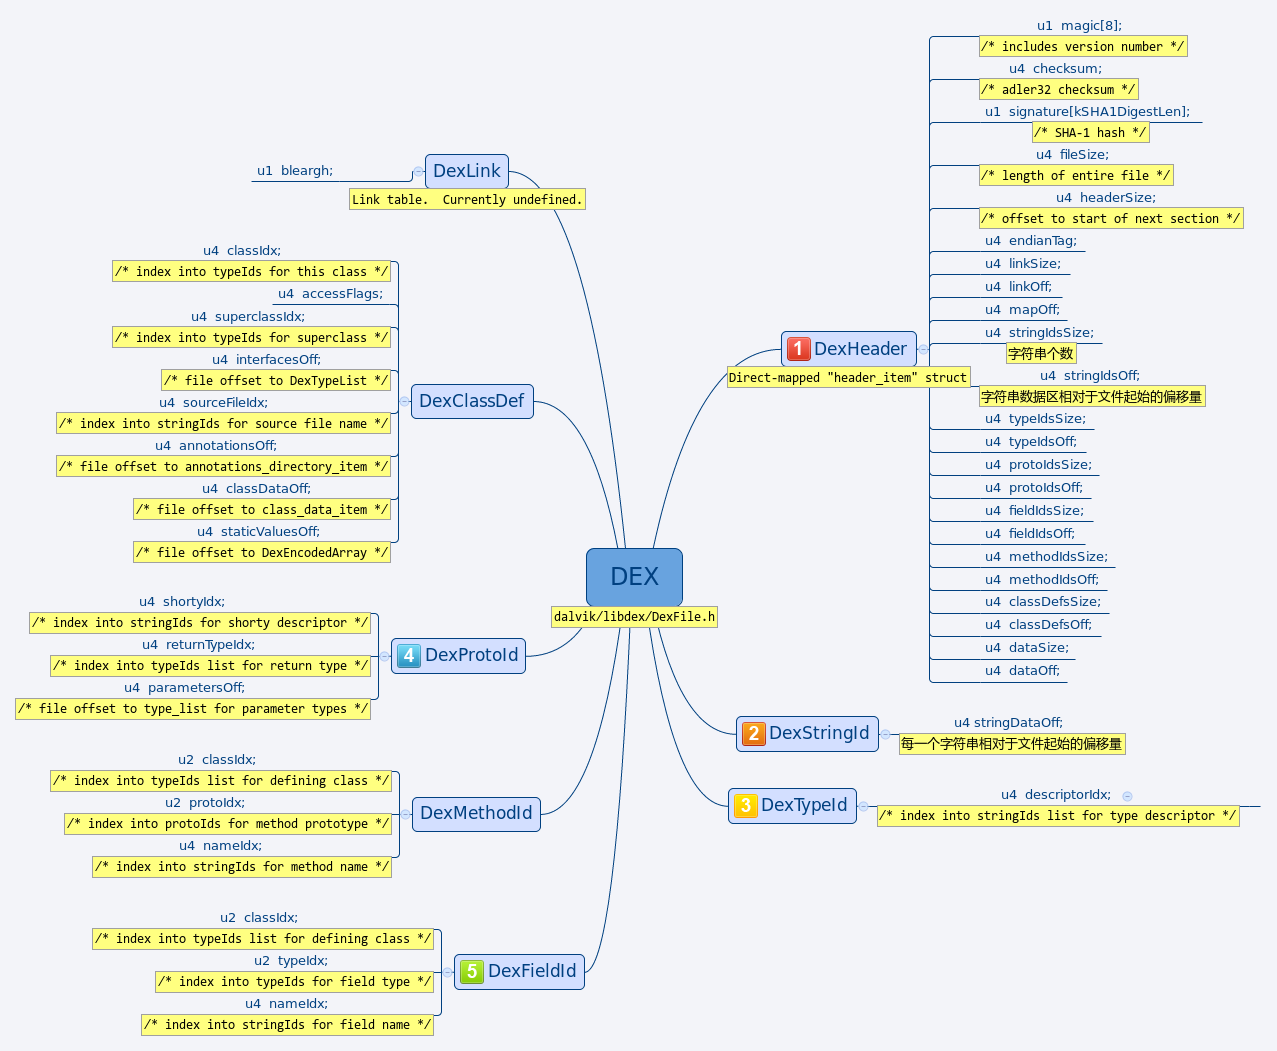 DEX
dalvik/libdex/DexFile.h
1 DexHeader
Direct-mapped "header_item" struct
u1 magic[8];
/* includes version number */
u4 checksum;
/* adler32 checksum */
u1 signature[kSHA1DigestLen];
/* SHA-1 hash */
u4 fileSize;
/* length of entire file */
u4 headerSize;
/* offset to start of next section */
u4 endianTag;
u4 linkSize;
u4 linkOff;
u4 mapOff;
u4 stringIdsSize;
字符串个数
u4 stringIdsOff;
字符串数据区相对于文件起始的偏移量
u4 typeIdsSize;
u4 typeIdsOff;
u4 protoIdsSize;
u4 protoIdsOff;
u4 fieldIdsSize;
u4 fieldIdsOff;
u4 methodIdsSize;
u4 methodIdsOff;
u4 classDefsSize;
u4 classDefsOff;
u4 dataSize;
u4 dataOff;
2 DexStringId
u4 stringDataOff;
每一个字符串相对于文件起始的偏移量
3 DexTypeId
u4 descriptorIdx;
/* index into stringIds list for type descriptor */
DexLink
Link table. Currently undefined.
u1 bleargh;
DexClassDef
u4 classIdx;
/* index into typeIds for this class */
u4 accessFlags;
u4 superclassIdx;
/* index into typeIds for superclass */
u4 interfacesOff;
/* file offset to DexTypeList */
u4 sourceFileIdx;
/* index into stringIds for source file name */
u4 annotationsOff;
/* file offset to annotations_directory_item */
u4 classDataOff;
/* file offset to class_data_item */
u4 staticValuesOff;
/* file offset to DexEncodedArray */
4 DexProtoId
u4 shortyIdx;
/* index into stringIds for shorty descriptor */
u4 returnTypeIdx;
/* index into typeIds list for return type */
u4 parametersOff;
/* file offset to type_list for parameter types */
DexMethodId
u2 classIdx;
/* index into typeIds list for defining class */
u2 protoIdx;
/* index into protoIds for method prototype */
u4 nameIdx;
/* index into stringIds for method name */
5 DexFieldId
u2 classIdx;
/* index into typeIds list for defining class */
u2 typeIdx;
/* index into typeIds for field type */
u4 nameIdx;
/* index into stringIds for field name */